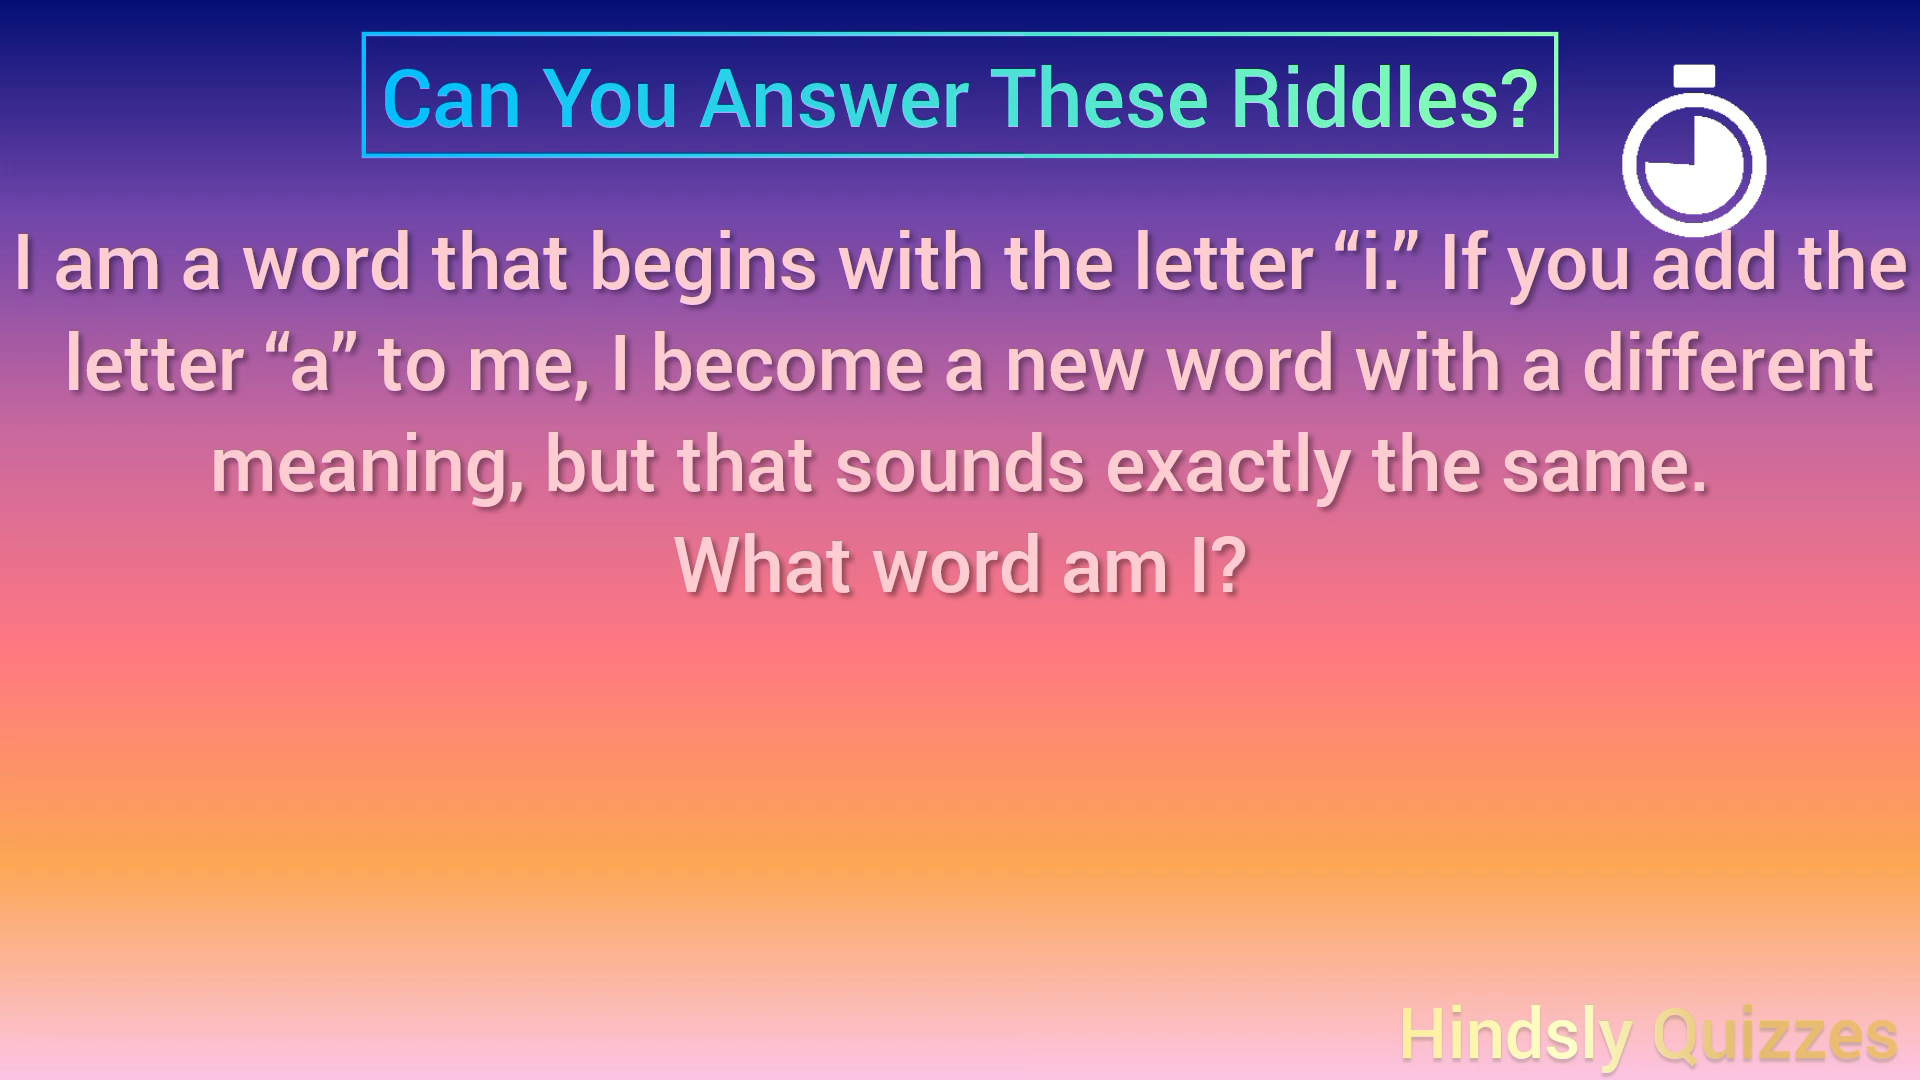 Can You Answer These Riddles?
I am a word that begins with the letter “i.” If you add the
letter “a” to me, I become a new word with a different
meaning, but that sounds exactly the same.
What word am I?
Hindsly Quizzes